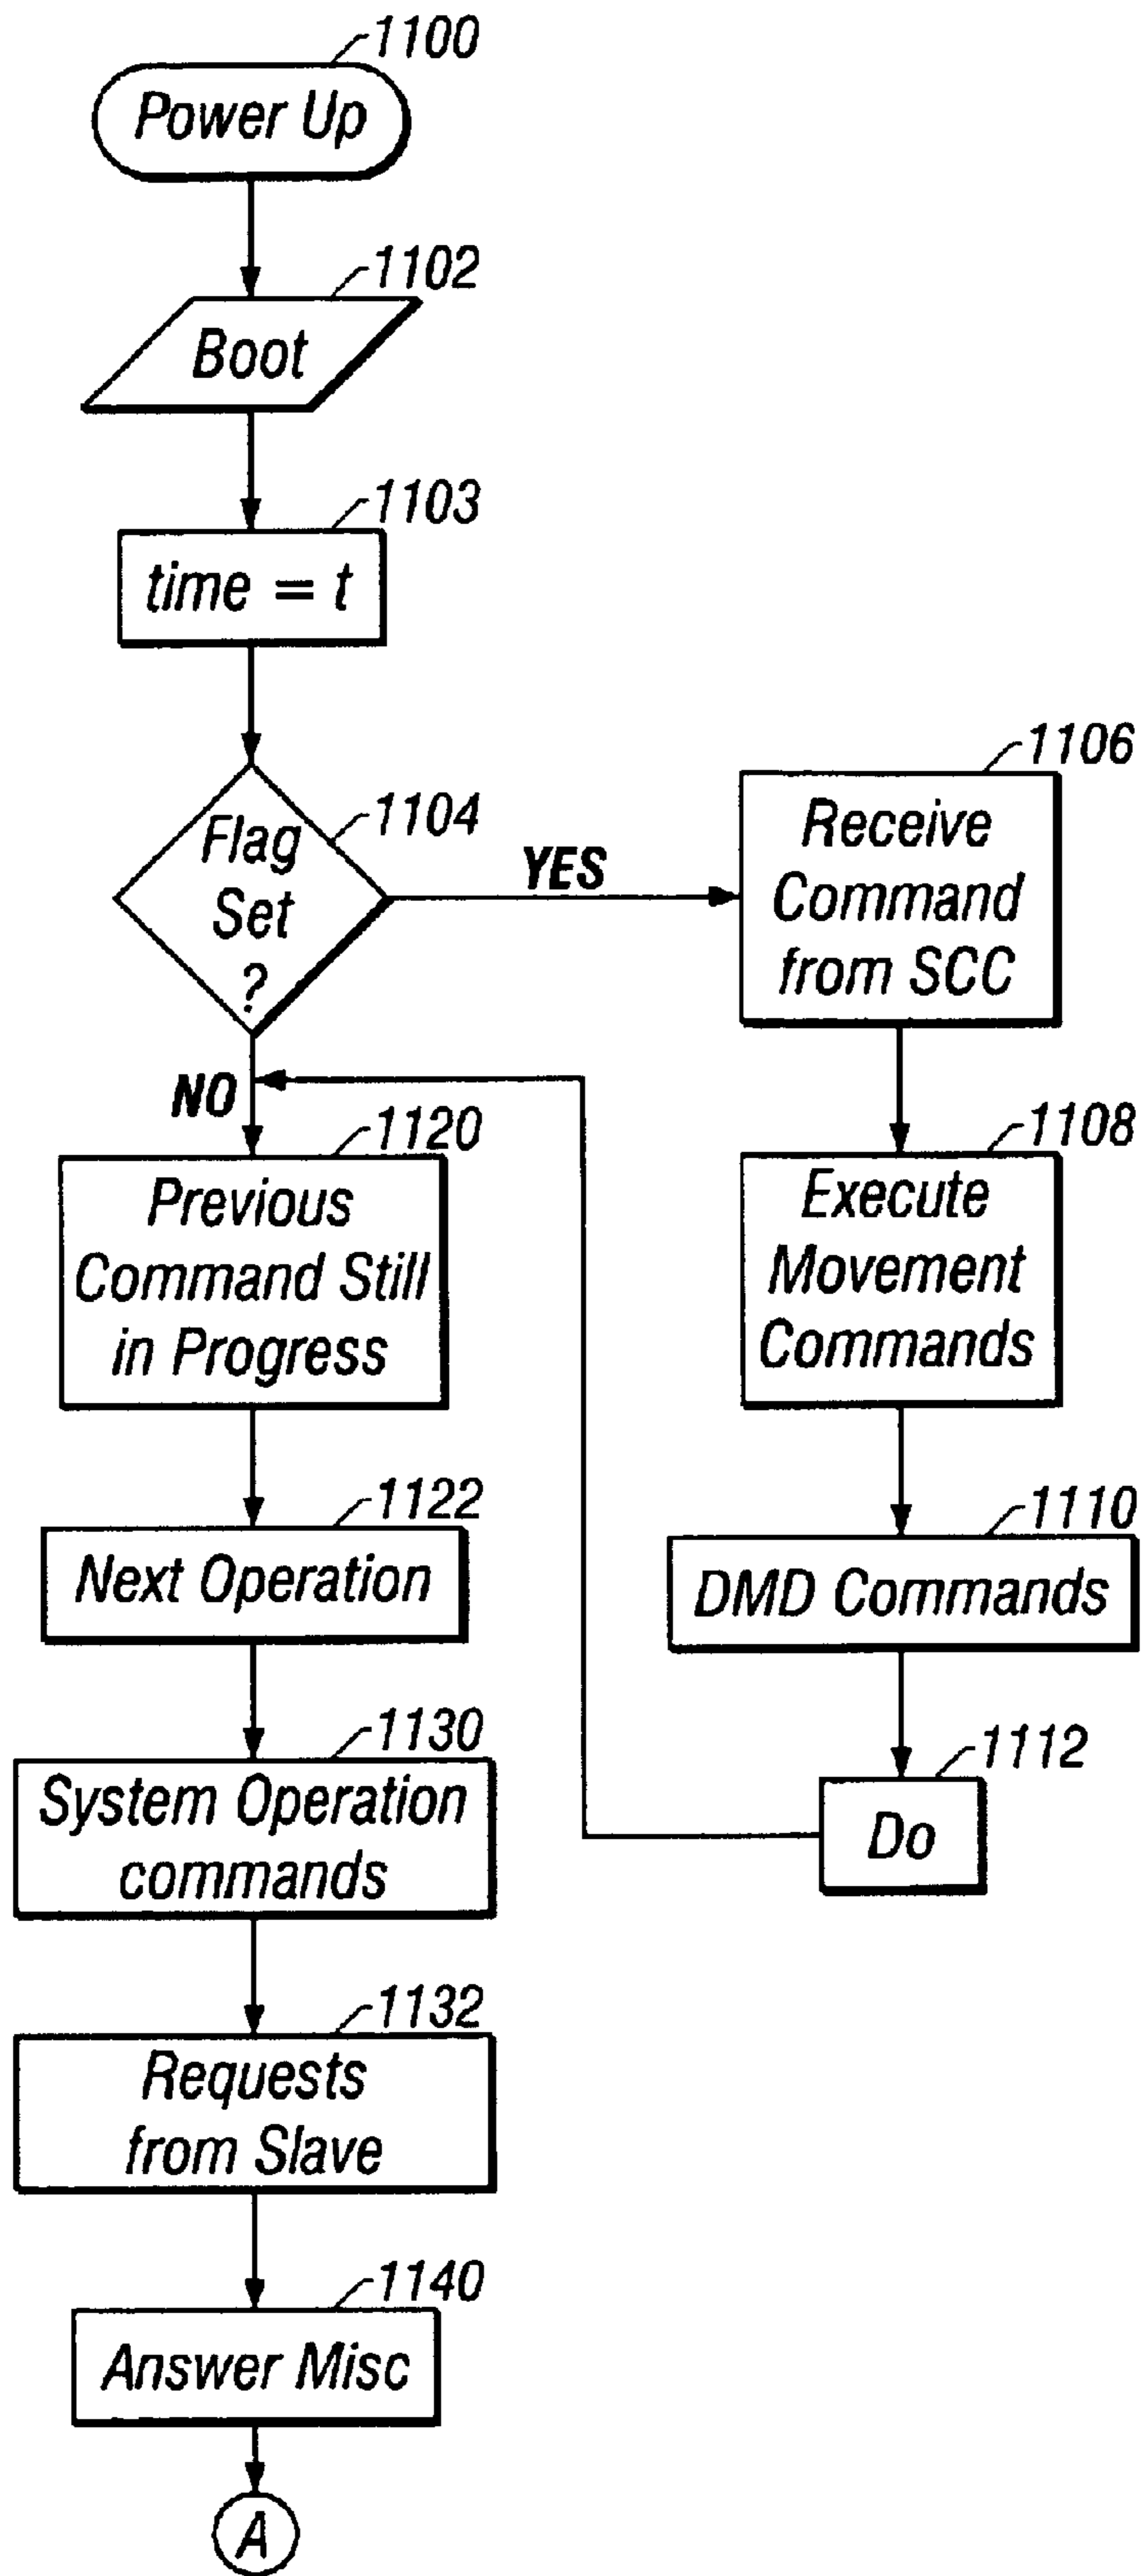 1100
Power Up
1102
Boot
1103
time = t
1104
Flag
Set
?
YES
NO
1106
Receive
Command
from SCC
1108
Execute
Movement
Commands
1110
DMD Commands
1112
Do
1120
Previous
Command Still
in Progress
1122
Next Operation
1130
System Operation
commands
1132
Requests
from Slave
1140
Answer Misc
A